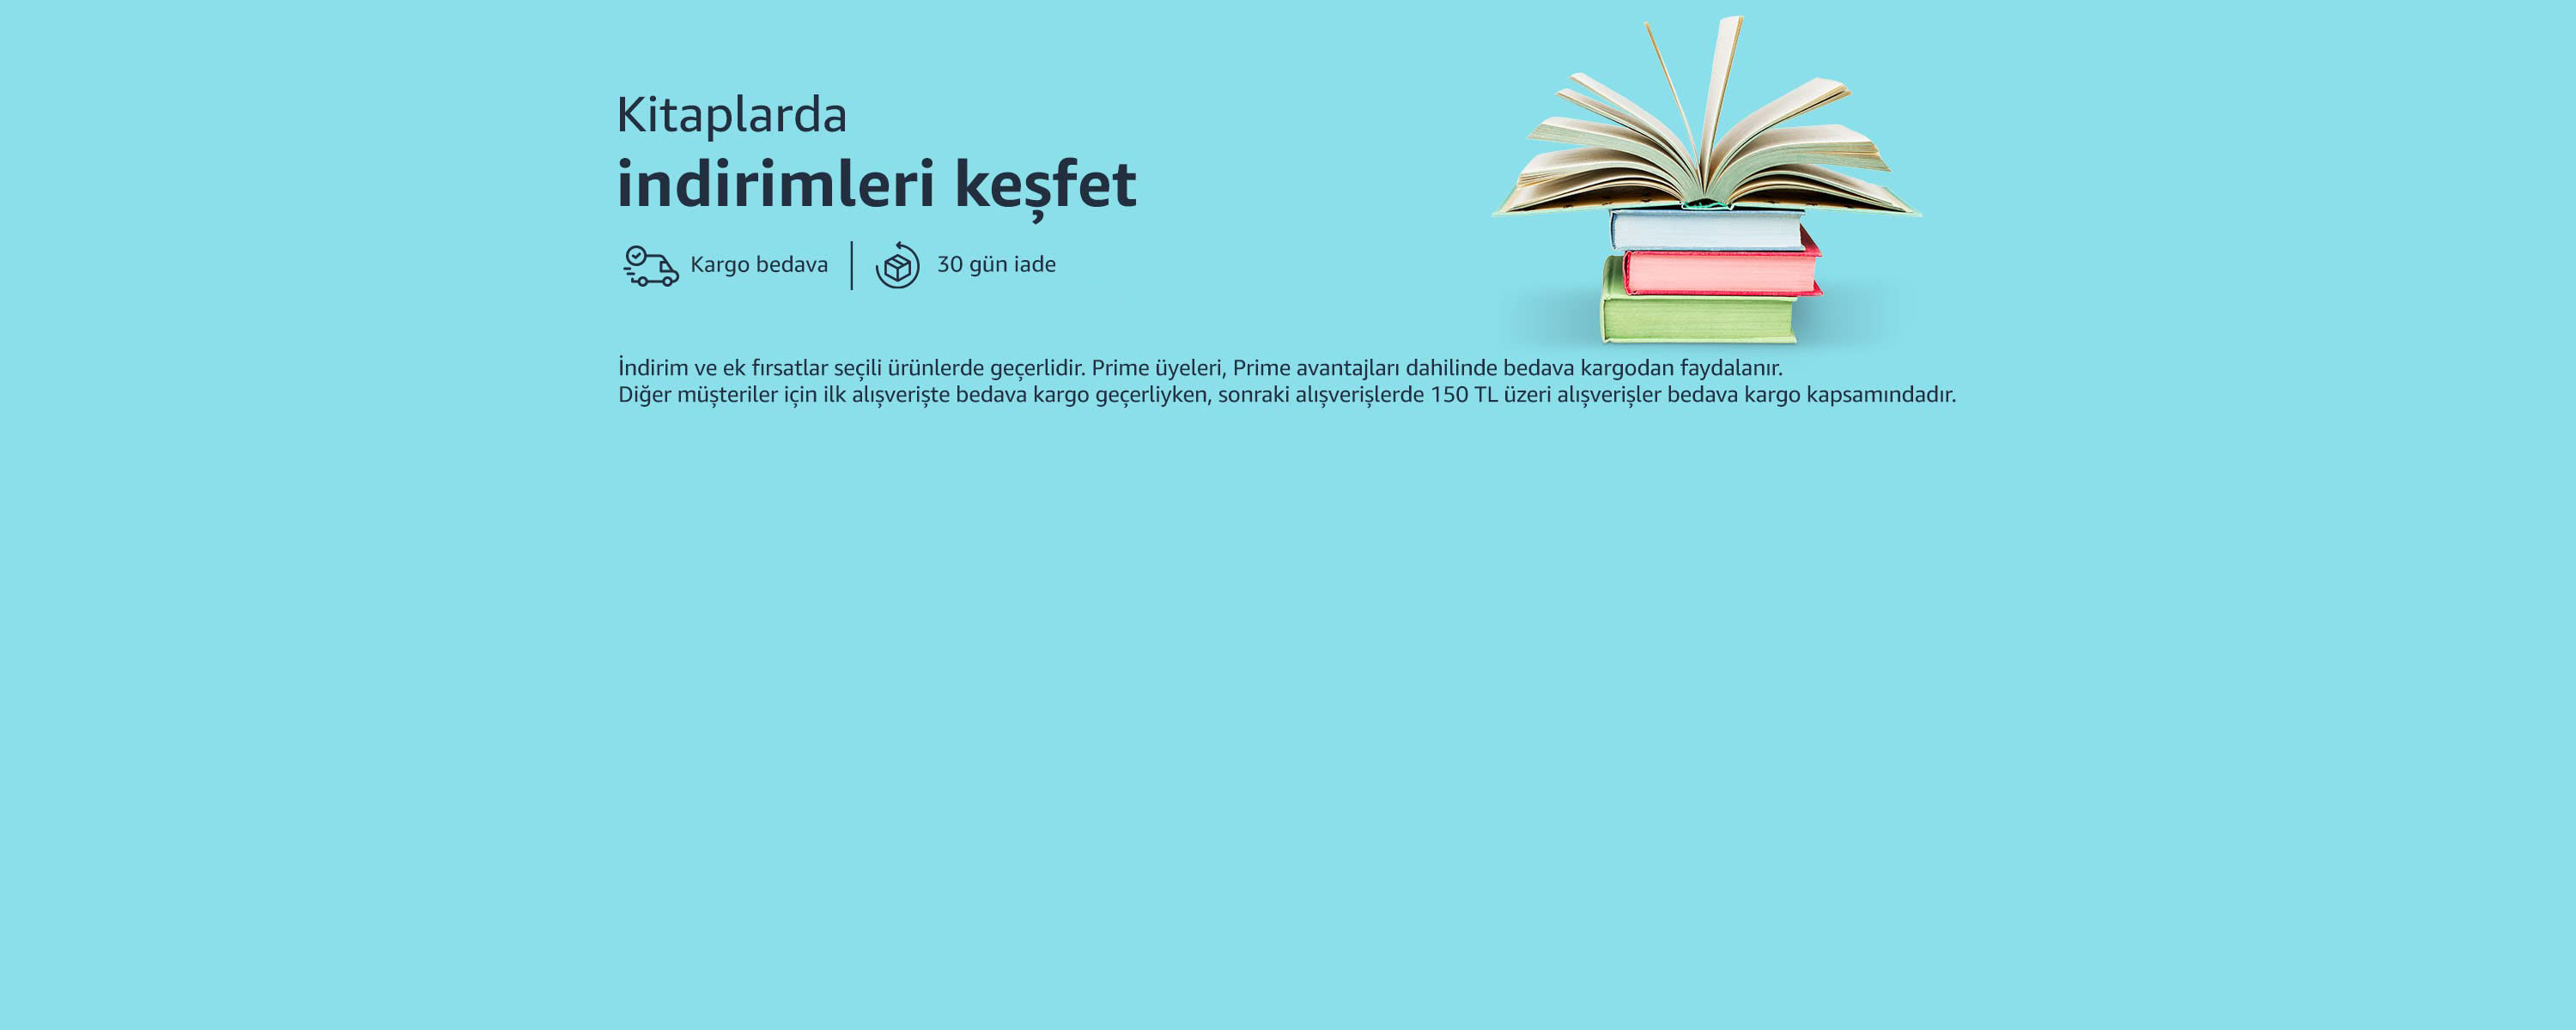 Kitaplarda
indirimleri keşfet
Kargo bedava
30 gün iade
İndirim ve ek fırsatlar seçili ürünlerde geçerlidir. Prime üyeleri, Prime avantajları dahilinde bedava kargodan faydalanır.
Diğer müşteriler için ilk alışverişte bedava kargo geçerliyken, sonraki alışverişlerde 150 TL üzeri alışverişler bedava kargo kapsamındadır.